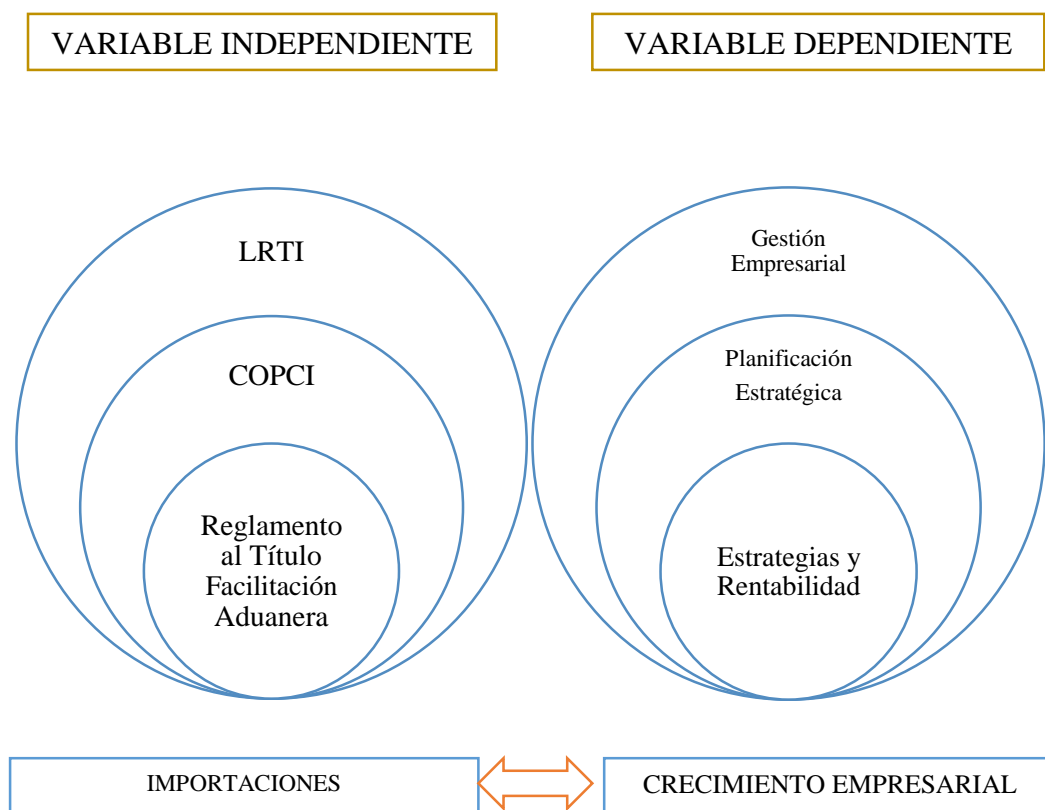 VARIABLE INDEPENDIENTE
VARIABLE DEPENDIENTE
LRTI
COPCI
Reglamento
al Título
Facilitación
Aduanera
Gestión
Empresarial
Planificación
Estratégica
Estrategias y
Rentabilidad
IMPORTACIONES
CRECIMIENTO EMPRESARIAL